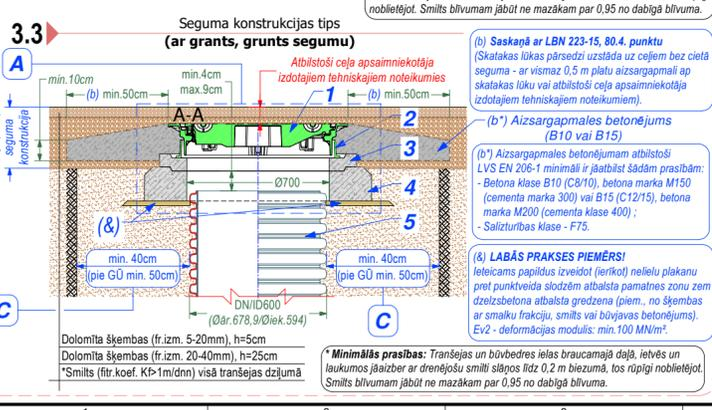 noblietējot. Smilts blīvumam jābūt ne mazākam par 0,95 no dabīgā blīvuma.
3.3
Seguma konstrukcijas tips
(ar grants, grunts segumu)
A
min.10cm
(b) min.50cm
min.4cm
max.9cm
Atbilstoši ceļa apsaimniekotāja
izdotajiem tehniskajiem noteikumies
(b) min.50cm
A-A
1
2
3
4
5
seguma
konstrukcija
Ø700
(&)
min. 40cm
(pie GŪ min. 50cm)
min. 40cm
(pie GŪ min. 50cm)
C
C
DN/ID600
(Øār.678,9/Øiek.594)
Dolomīta šķembas (fr.izm. 5-20mm), h=5cm
Dolomīta šķembas (fr.izm. 20-40mm), h=25cm
*Smilts (fitr.koef. Kf>1m/dnn) visā tranšejas dziļumā
(b) Saskaņā ar LBN 223-15, 80.4. punktu
(Skatakas lūkas pārsedzi uzstāda uz ceļiem bez cietā
seguma - ar vismaz 0,5 m platu aizsargapmali ap
skatakas lūku vai atbilstoši ceļa apsaimniekotāja
izdotajiem tehniskajiem noteikumiem).
(b*) Aizsargapmales betonējums
(B10 vai B15)
(b*) Aizsargapmales betonējumam atbilstoši
LVS EN 206-1 minimāli ir jāatbilst šādām prasībām:
- Betona klase B10 (C8/10), betona marka M150
(cementa marka 300) vai B15 (C12/15), betona
marka M200 (cementa klase 400) ;
- Salizturības klase - F75.
(&) LABĀS PRAKSES PIEMĒRS!
Ieteicams papildus izveidot (ierīkot) nelielu plakanu
pret punktveida slodzēm atbalsta pamatnes zonu zem
dzelzsbetona atbalsta gredzena (piem., no šķembas
ar smalku frakciju, smilts vai būvjavas betonējums).
Ev2 - deformācijas modulis: min.100 MN/m².
* Minimālās prasības: Tranšejas un būvbedres ielas braucamajā daļā, ietvēs un
laukumos jāaizber ar drenējošu smilti slāņos līdz 0,2 m biezumā, tos rūpīgi noblietējot.
Smilts blīvumam jābūt ne mazākam par 0,95 no dabīgā blīvuma.